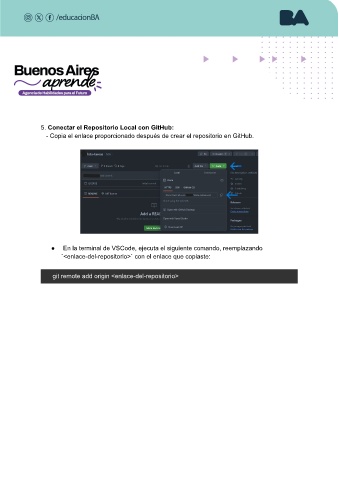 /educacionBA
BA
Buenos Aires
aprende
Agencia de Habilidades para el Futuro
5. Conectar el Repositorio Local con GitHub:
- Copia el enlace proporcionado después de crear el repositorio en GitHub.
● En la terminal de VSCode, ejecuta el siguiente comando, reemplazando
`<enlace-del-repositorio>` con el enlace que copiaste:
git remote add origin <enlace-del-repositorio>